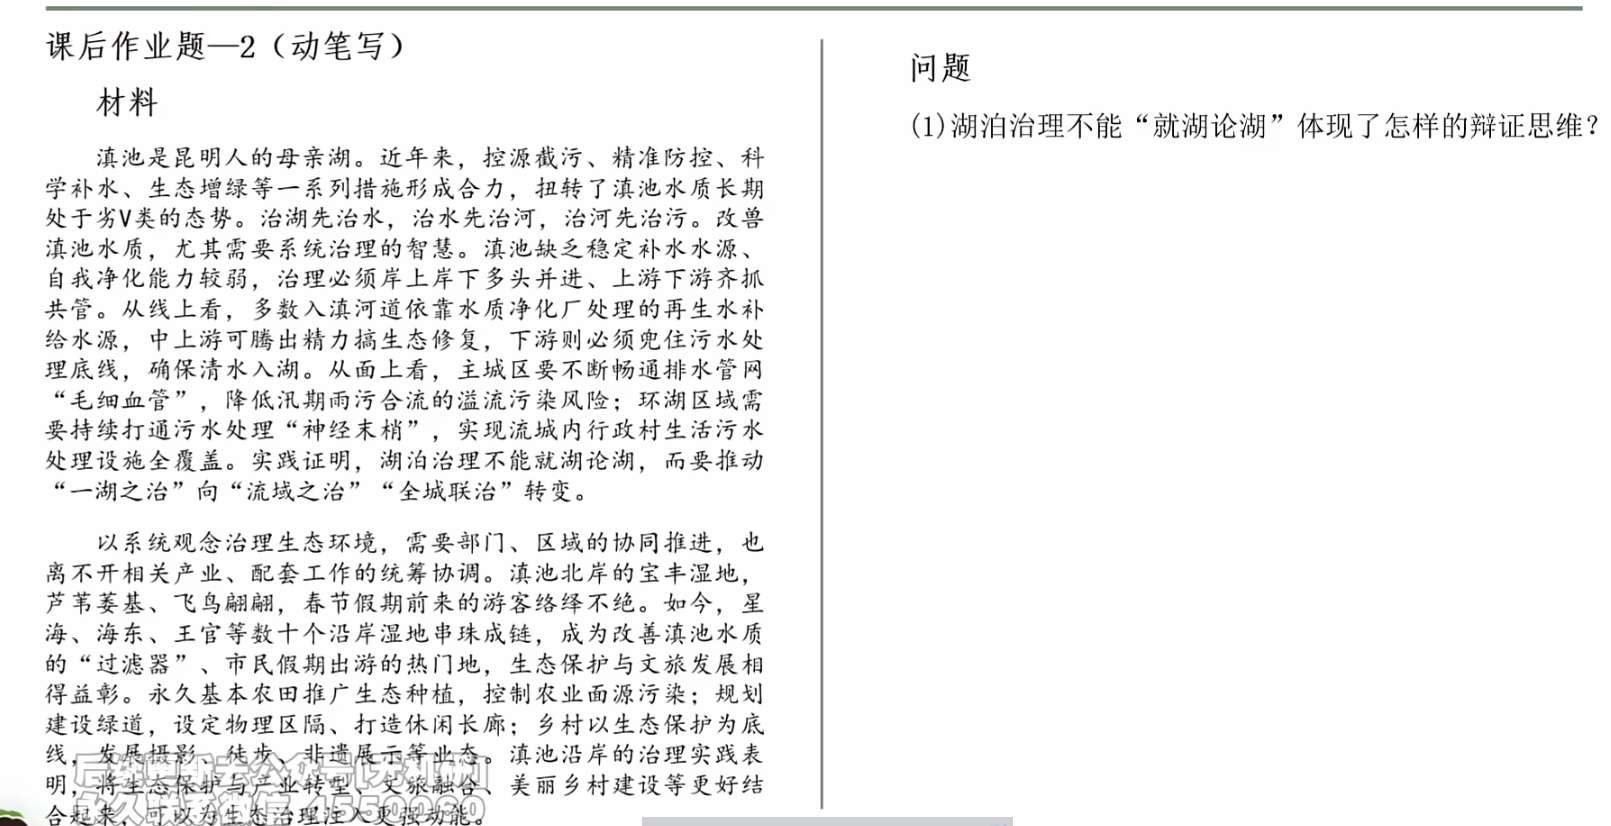 课后作业题—2（动笔写）
材料
滇池是昆明人的母亲湖。近年来，控源截污、精准防控、科
学补水、生态增绿等一系列措施形成合力，扭转了滇池水质长期
处于劣V类的态势。治湖先治水，治水先治河，治河先治污。改兽
滇池水质，尤其需要系统治理的智慧。滇池缺乏稳定补水水源、
自我净化能力较弱，治理必须岸上岸下多头并进、上游下游齐抓
共管。从线上看，多数入滇河道依靠水质净化厂处理的再生水补
给水源，中上游可腾出精力搞生态修复，下游则必须兜住污水处
理底线，确保清水入湖。从面上看，主城区要不断畅通排水管网
“毛细血管”，降低汛期雨污合流的溢流污染风险；环湖区域需
要持续打通污水处理“神经末梢”，实现流城内行政村生活污水
处理设施全覆盖。实践证明，湖泊治理不能就湖论湖，而要推动
“一湖之治”向“流域之治”“全城联治”转变。
以系统观念治理生态环境，需要部门、区域的协同推进，也
离不开相关产业、配套工作的统筹协调。滇池北岸的宝丰湿地，
芦苇萎基、飞鸟翩翩，春节假期前来的游客络绎不绝。如今，星
海、海东、王官等数十个沿岸湿地串珠成链，成为改善滇池水质
的“过滤器”、市民假期出游的热门地，生态保护与文旅发展相
得益彰。永久基本农田推广生态种植，控制农业面源污染；规划
建设绿道，设定物理区隔、打造休闲长廊；乡村以生态保护为底
线，发展摄影、徒步、非遗展示等业态。滇池沿岸的治理实践表
明，将生态保护与产业转型、文旅融合、美丽乡村建设等更好结
合起来，可以为生态治理注入更强动能。
问题
(1)湖泊治理不能“就湖论湖”体现了怎样的辩证思维？